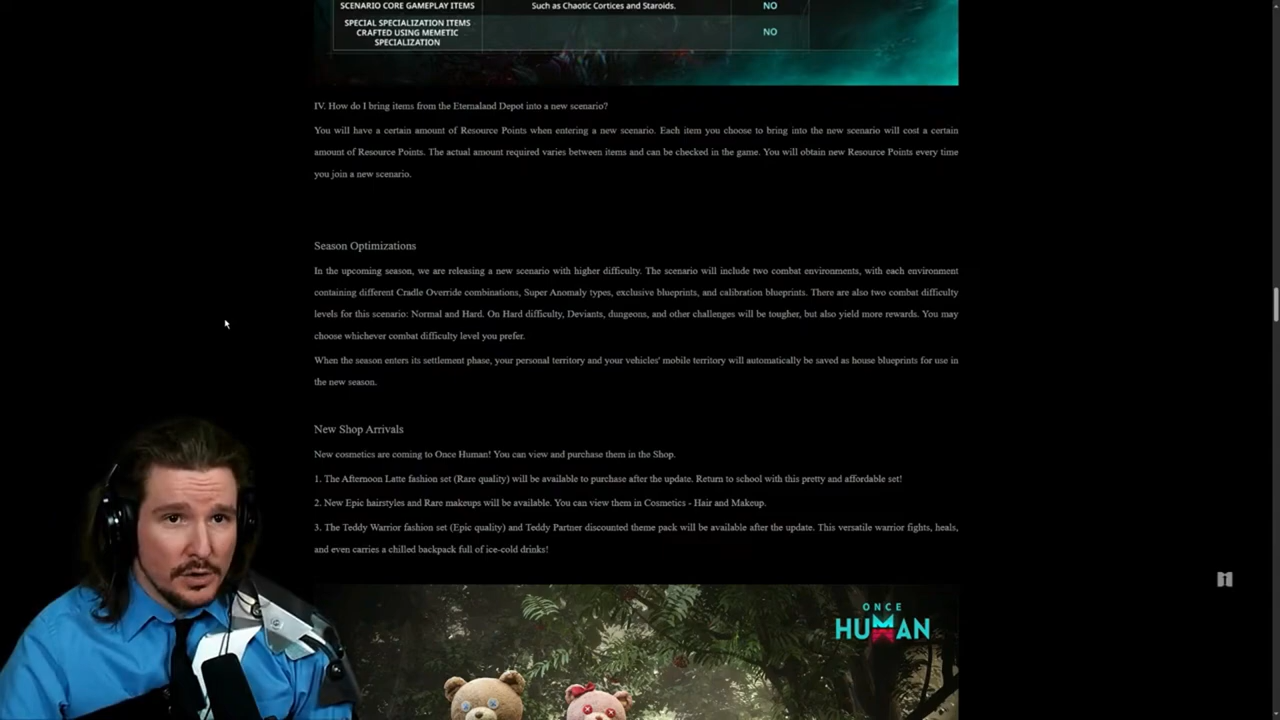 SCENARIO CORE GAMEPLAY ITEMS
Such as Chaotic Cortices and Staroids.
NO
SPECIAL SPECIALIZATION ITEMS
CRAFTED USING MEMETIC
SPECIALIZATION
NO
IV. How do I bring items from the Eternaland Depot into a new scenario?
You will have a certain amount of Resource Points when entering a new scenario. Each item you choose to bring into the new scenario will cost a certain
amount of Resource Points. The actual amount required varies between items and can be checked in the game. You will obtain new Resource Points every time
you join a new scenario.
Season Optimizations
In the upcoming season, we are releasing a new scenario with higher difficulty. The scenario will include two combat environments, with each environment
containing different Cradle Override combinations, Super Anomaly types, exclusive blueprints, and calibration blueprints. There are also two combat difficulty
levels for this scenario: Normal and Hard. On Hard difficulty, Deviants, dungeons, and other challenges will be tougher, but also yield more rewards. You may
choose whichever combat difficulty level you prefer.
When the season enters its settlement phase, your personal territory and your vehicles' mobile territory will automatically be saved as house blueprints for use in
the new season.
New Shop Arrivals
New cosmetics are coming to Once Human! You can view and purchase them in the Shop.
1. The Afternoon Latte fashion set (Rare quality) will be available to purchase after the update. Return to school with this pretty and affordable set!
2. New Epic hairstyles and Rare makeups will be available. You can view them in Cosmetics - Hair and Makeup.
3. The Teddy Warrior fashion set (Epic quality) and Teddy Partner discounted theme pack will be available after the update. This versatile warrior fights, heals,
and even carries a chilled backpack full of ice-cold drinks!
ONCE
HUMAN